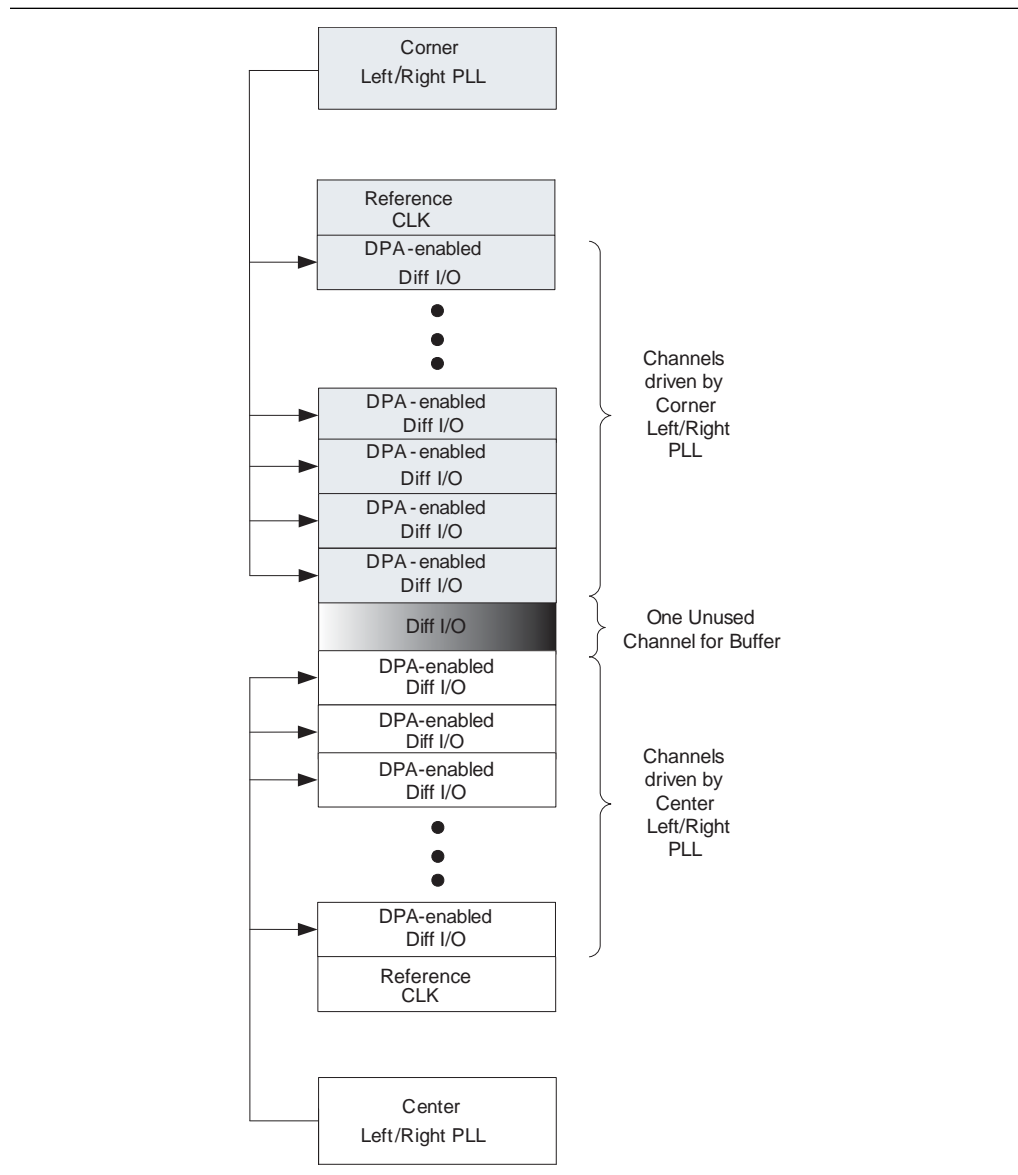 Corner
Left/Right PLL
Reference
CLK
DPA-enabled
Diff I/O
DPA-enabled
Diff I/O
DPA-enabled
Diff I/O
DPA-enabled
Diff I/O
DPA-enabled
Diff I/O
Channels
driven by
Corner
Left/Right
PLL
Diff I/O
One Unused
Channel for Buffer
DPA-enabled
Diff I/O
DPA-enabled
Diff I/O
DPA-enabled
Diff I/O
DPA-enabled
Diff I/O
Channels
driven by
Center
Left/Right
PLL
Reference
CLK
Center
Left/Right PLL